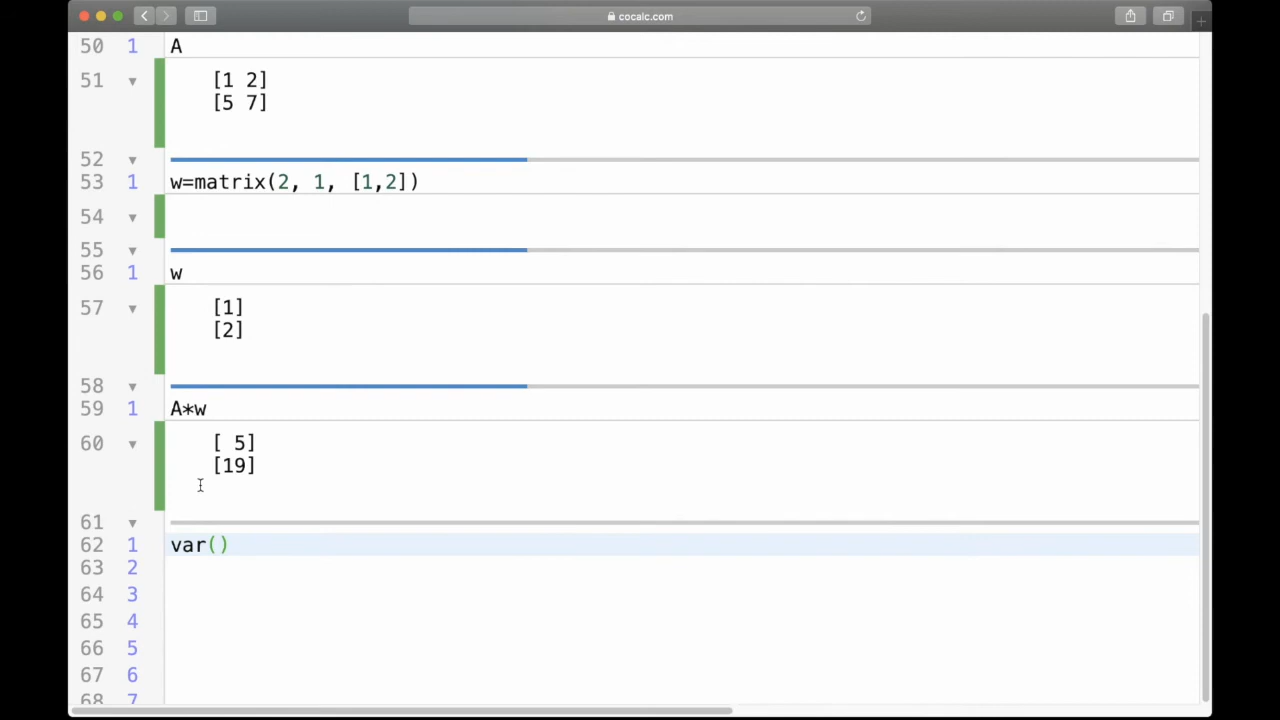 cocalc.com
50 1 A
51 [1 2]
[5 7]
52
53 1 w=matrix(2, 1, [1,2])
54
55
56 1 w
57 [1]
[2]
58
59 1 A*w
60 [ 5]
[19]
61
62 1 var()
63 2
64 3
65 4
66 5
67 6
68 7